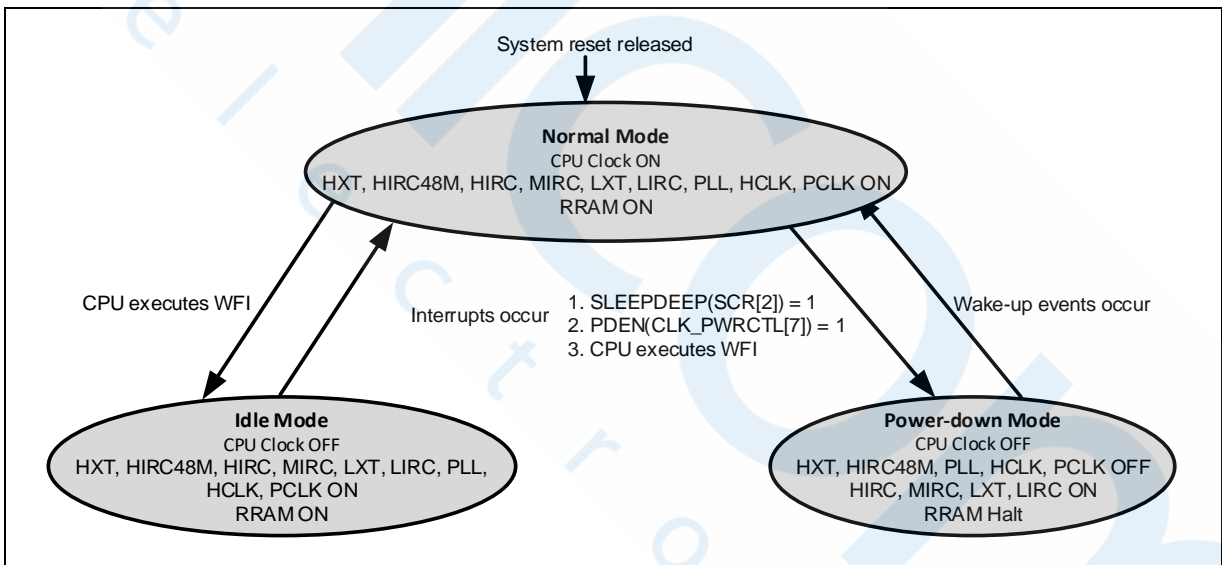 System reset released
Normal Mode
CPU Clock ON
HXT, HIRC48M, HIRC, MIRC, LXT, LIRC, PLL, HCLK, PCLK ON
RRAM ON
CPU executes WFI
Interrupts occur
1. SLEEPDEEP(SCR[2]) = 1
2. PDEN(CLK_PWRCTL[7]) = 1
3. CPU executes WFI
Wake-up events occur
Idle Mode
CPU Clock OFF
HXT, HIRC48M, HIRC, MIRC, LXT, LIRC, PLL,
HCLK, PCLK ON
RRAM ON
Power-down Mode
CPU Clock OFF
HXT, HIRC48M, PLL, HCLK, PCLK OFF
HIRC, MIRC, LXT, LIRC ON
RRAM Halt